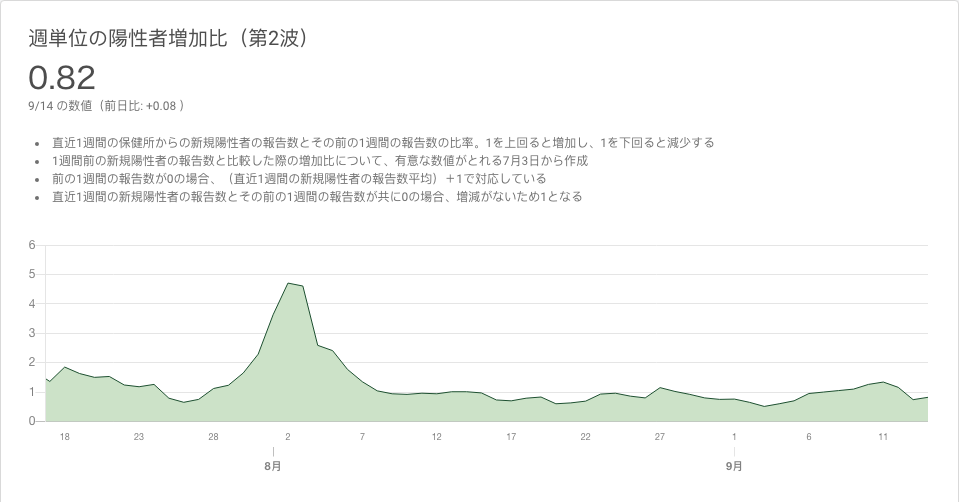 週単位の陽性者増加比（第2波）
0.82
9/14 の数値（前日比: +0.08 ）
• 直近1週間の保健所からの新規陽性者の報告数とその前の1週間の報告数の比率。1を上回ると増加し、1を下回ると減少する
• 1週間前の新規陽性者の報告数と比較した際の増加比について、有意な数値がとれる7月3日から作成
• 前の1週間の報告数が0の場合、（直近1週間の新規陽性者の報告数平均）＋1で対応している
• 直近1週間の新規陽性者の報告数とその前の1週間の報告数が共に0の場合、増減がないため1となる
6
5
4
3
2
1
0
18 23 28 2 7 12 17 22 27 1 6 11
8月 9月